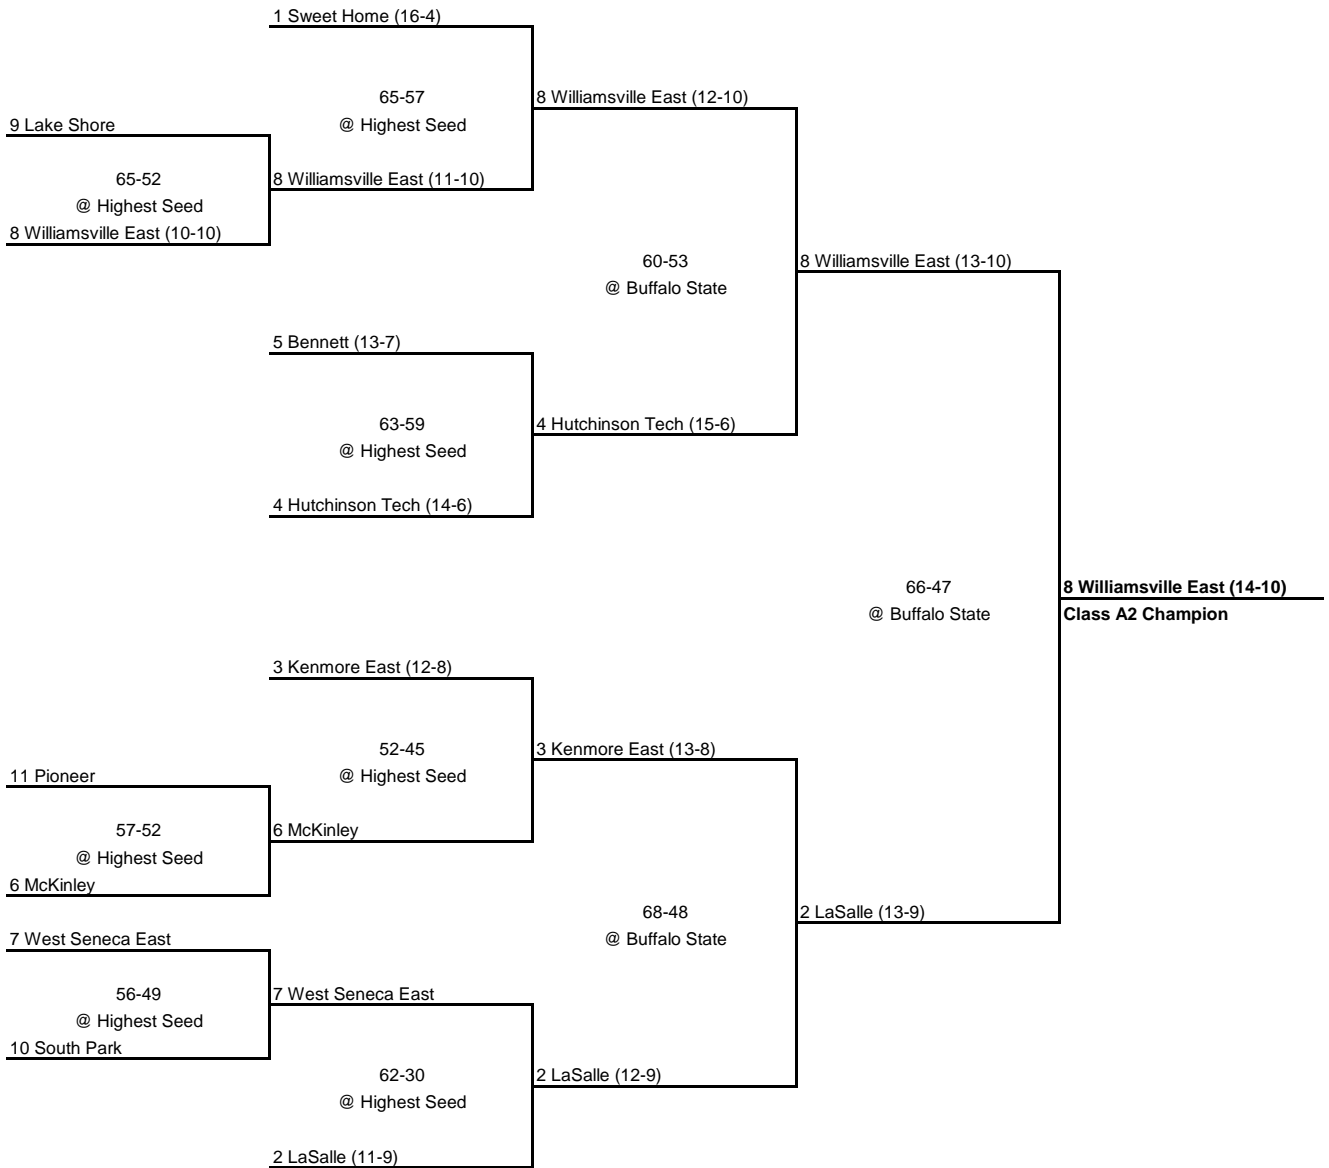 1 Sweet Home (16-4)
65-57
8 Williamsville East (12-10)
9 Lake Shore
@ Highest Seed
65-52
8 Williamsville East (11-10)
@ Highest Seed
8 Williamsville East (10-10)
60-53
8 Williamsville East (13-10)
@ Buffalo State
5 Bennett (13-7)
63-59
4 Hutchinson Tech (15-6)
@ Highest Seed
4 Hutchinson Tech (14-6)
66-47
8 Williamsville East (14-10)
@ Buffalo State
Class A2 Champion
3 Kenmore East (12-8)
52-45
3 Kenmore East (13-8)
11 Pioneer
@ Highest Seed
57-52
6 McKinley
@ Highest Seed
6 McKinley
68-48
2 LaSalle (13-9)
7 West Seneca East
@ Buffalo State
56-49
7 West Seneca East
@ Highest Seed
10 South Park
62-30
2 LaSalle (12-9)
@ Highest Seed
2 LaSalle (11-9)